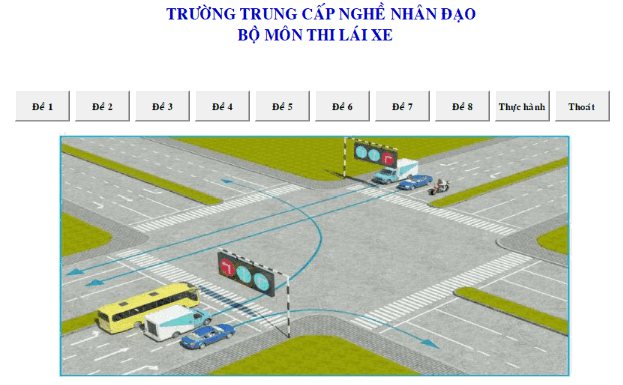 TRƯỜNG TRUNG CẤP NGHỀ NHÂN ĐẠO
BỘ MÔN THI LÁI XE
Đề 1 Đề 2 Đề 3 Đề 4 Đề 5 Đề 6 Đề 7 Đề 8 Thực hành Thoát